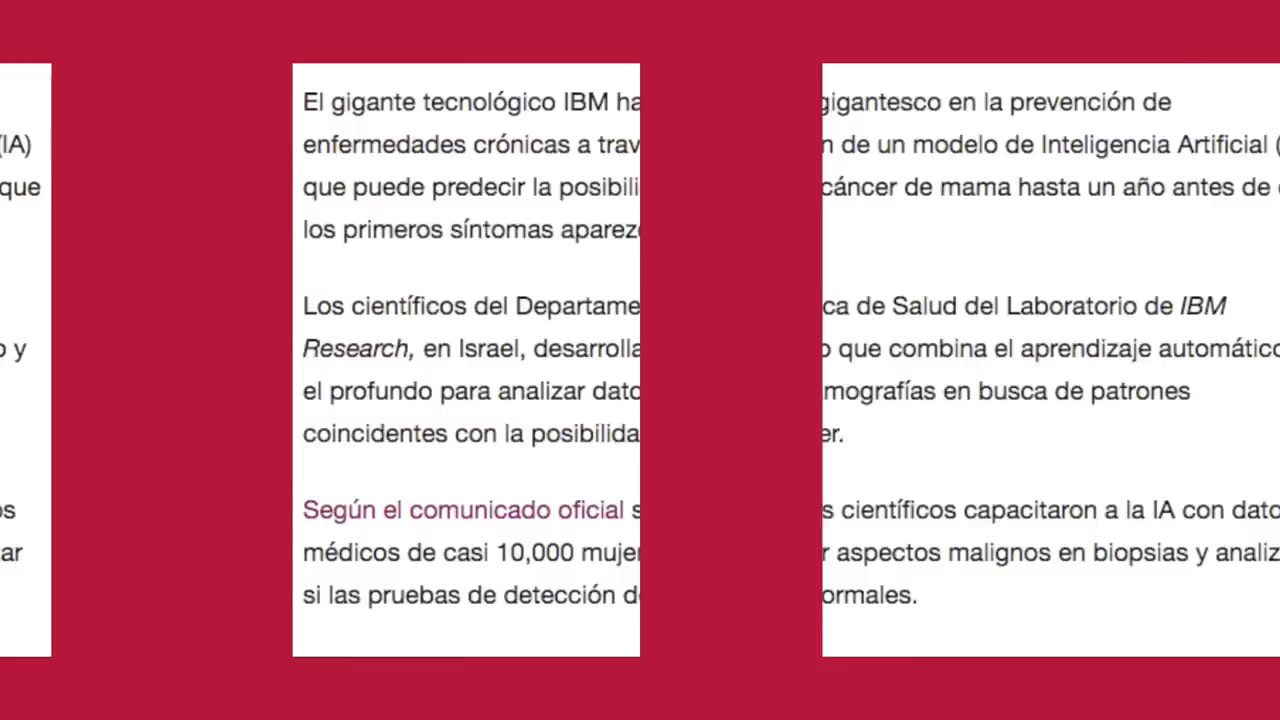 (IA)
que
o y
os
ar
El gigante tecnológico IBM ha
enfermedades crónicas a trav
que puede predecir la posibili
los primeros síntomas aparez
Los científicos del Departame
Research, en Israel, desarrolla
el profundo para analizar dato
coincidentes con la posibilida
Según el comunicado oficial s
médicos de casi 10,000 mujer
si las pruebas de detección d
gigantesco en la prevención de
n de un modelo de Inteligencia Artificial (
cáncer de mama hasta un año antes de
ca de Salud del Laboratorio de IBM
o que combina el aprendizaje automático
mografías en busca de patrones
er.
s científicos capacitaron a la IA con dato
r aspectos malignos en biopsias y analiz
ormales.